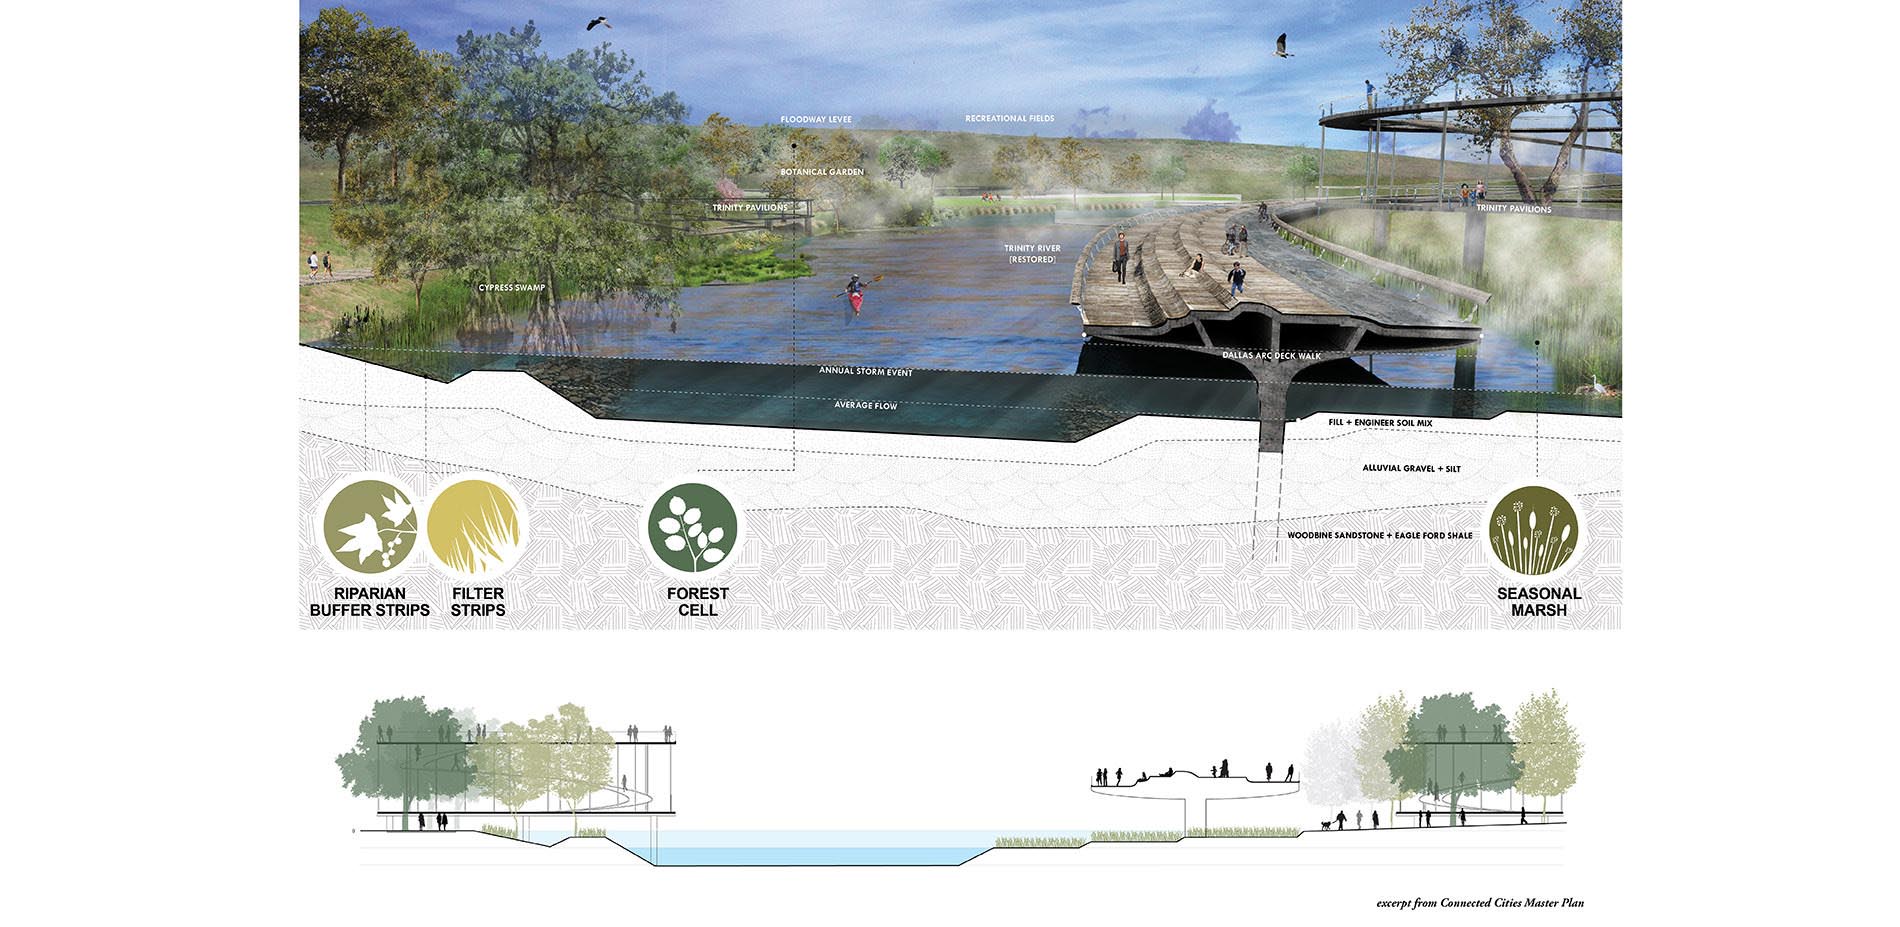 FLOODWAY LEVEE
RECREATIONAL FIELDS
BOTANICAL GARDEN
TRINITY PAVILIONS
TRINITY PAVILIONS
TRINITY RIVER
[RESTORED]
CYPRESS SWAMP
DALLAS ARC DECK WALK
ANNUAL STORM EVENT
AVERAGE FLOW
FILL + ENGINEER SOIL MIX
ALLUVIAL GRAVEL + SILT
WOODBINE SANDSTONE + EAGLE FORD SHALE
RIPARIAN
BUFFER STRIPS
FILTER
STRIPS
FOREST
CELL
SEASONAL
MARSH
0
excerpt from Connected Cities Master Plan